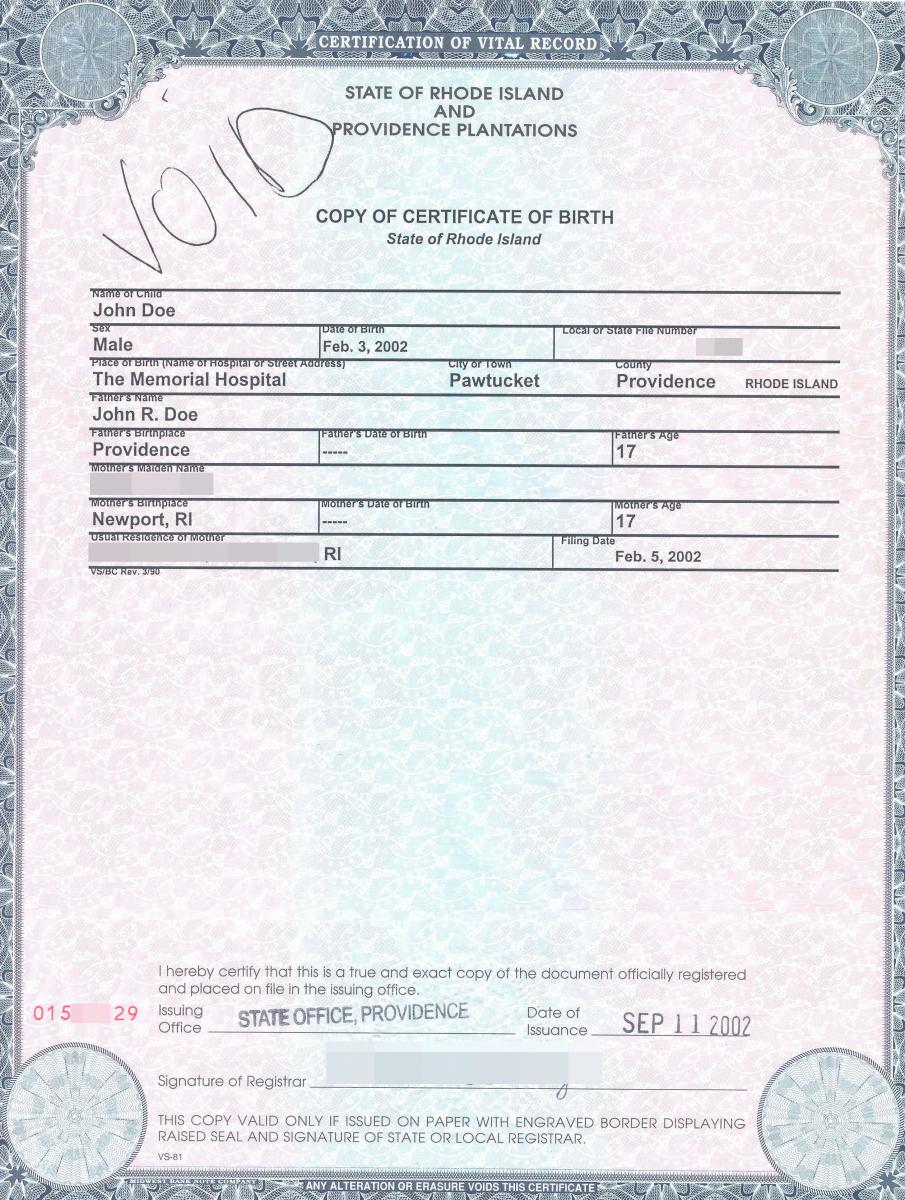 CERTIFICATION OF VITAL RECORD
STATE OF RHODE ISLAND
AND
PROVIDENCE PLANTATIONS
VOID
COPY OF CERTIFICATE OF BIRTH
State of Rhode Island
Name of Child
John Doe
Sex Date of Birth Local or State File Number
Male Feb. 3, 2002
Place of Birth (Name of Hospital or Street Address) City or Town County
The Memorial Hospital Pawtucket Providence RHODE ISLAND
Father's Name
John R. Doe
Father's Birthplace Father's Date of Birth Father's Age
Providence ----- 17
Mother's Maiden Name
Mother's Birthplace Mother's Date of Birth Mother's Age
Newport, RI ----- 17
Usual Residence of Mother Filing Date
RI Feb. 5, 2002
VS/BC Rev. 3/90
I hereby certify that this is a true and exact copy of the document officially registered
and placed on file in the issuing office.
015 29 Issuing Office STATE OFFICE, PROVIDENCE Date of Issuance SEP 11 2002
Signature of Registrar
THIS COPY VALID ONLY IF ISSUED ON PAPER WITH ENGRAVED BORDER DISPLAYING
RAISED SEAL AND SIGNATURE OF STATE OR LOCAL REGISTRAR.
VS-81
MIDWEST BANK NOTE COMPANY
ANY ALTERATION OR ERASURE VOIDS THIS CERTIFICATE